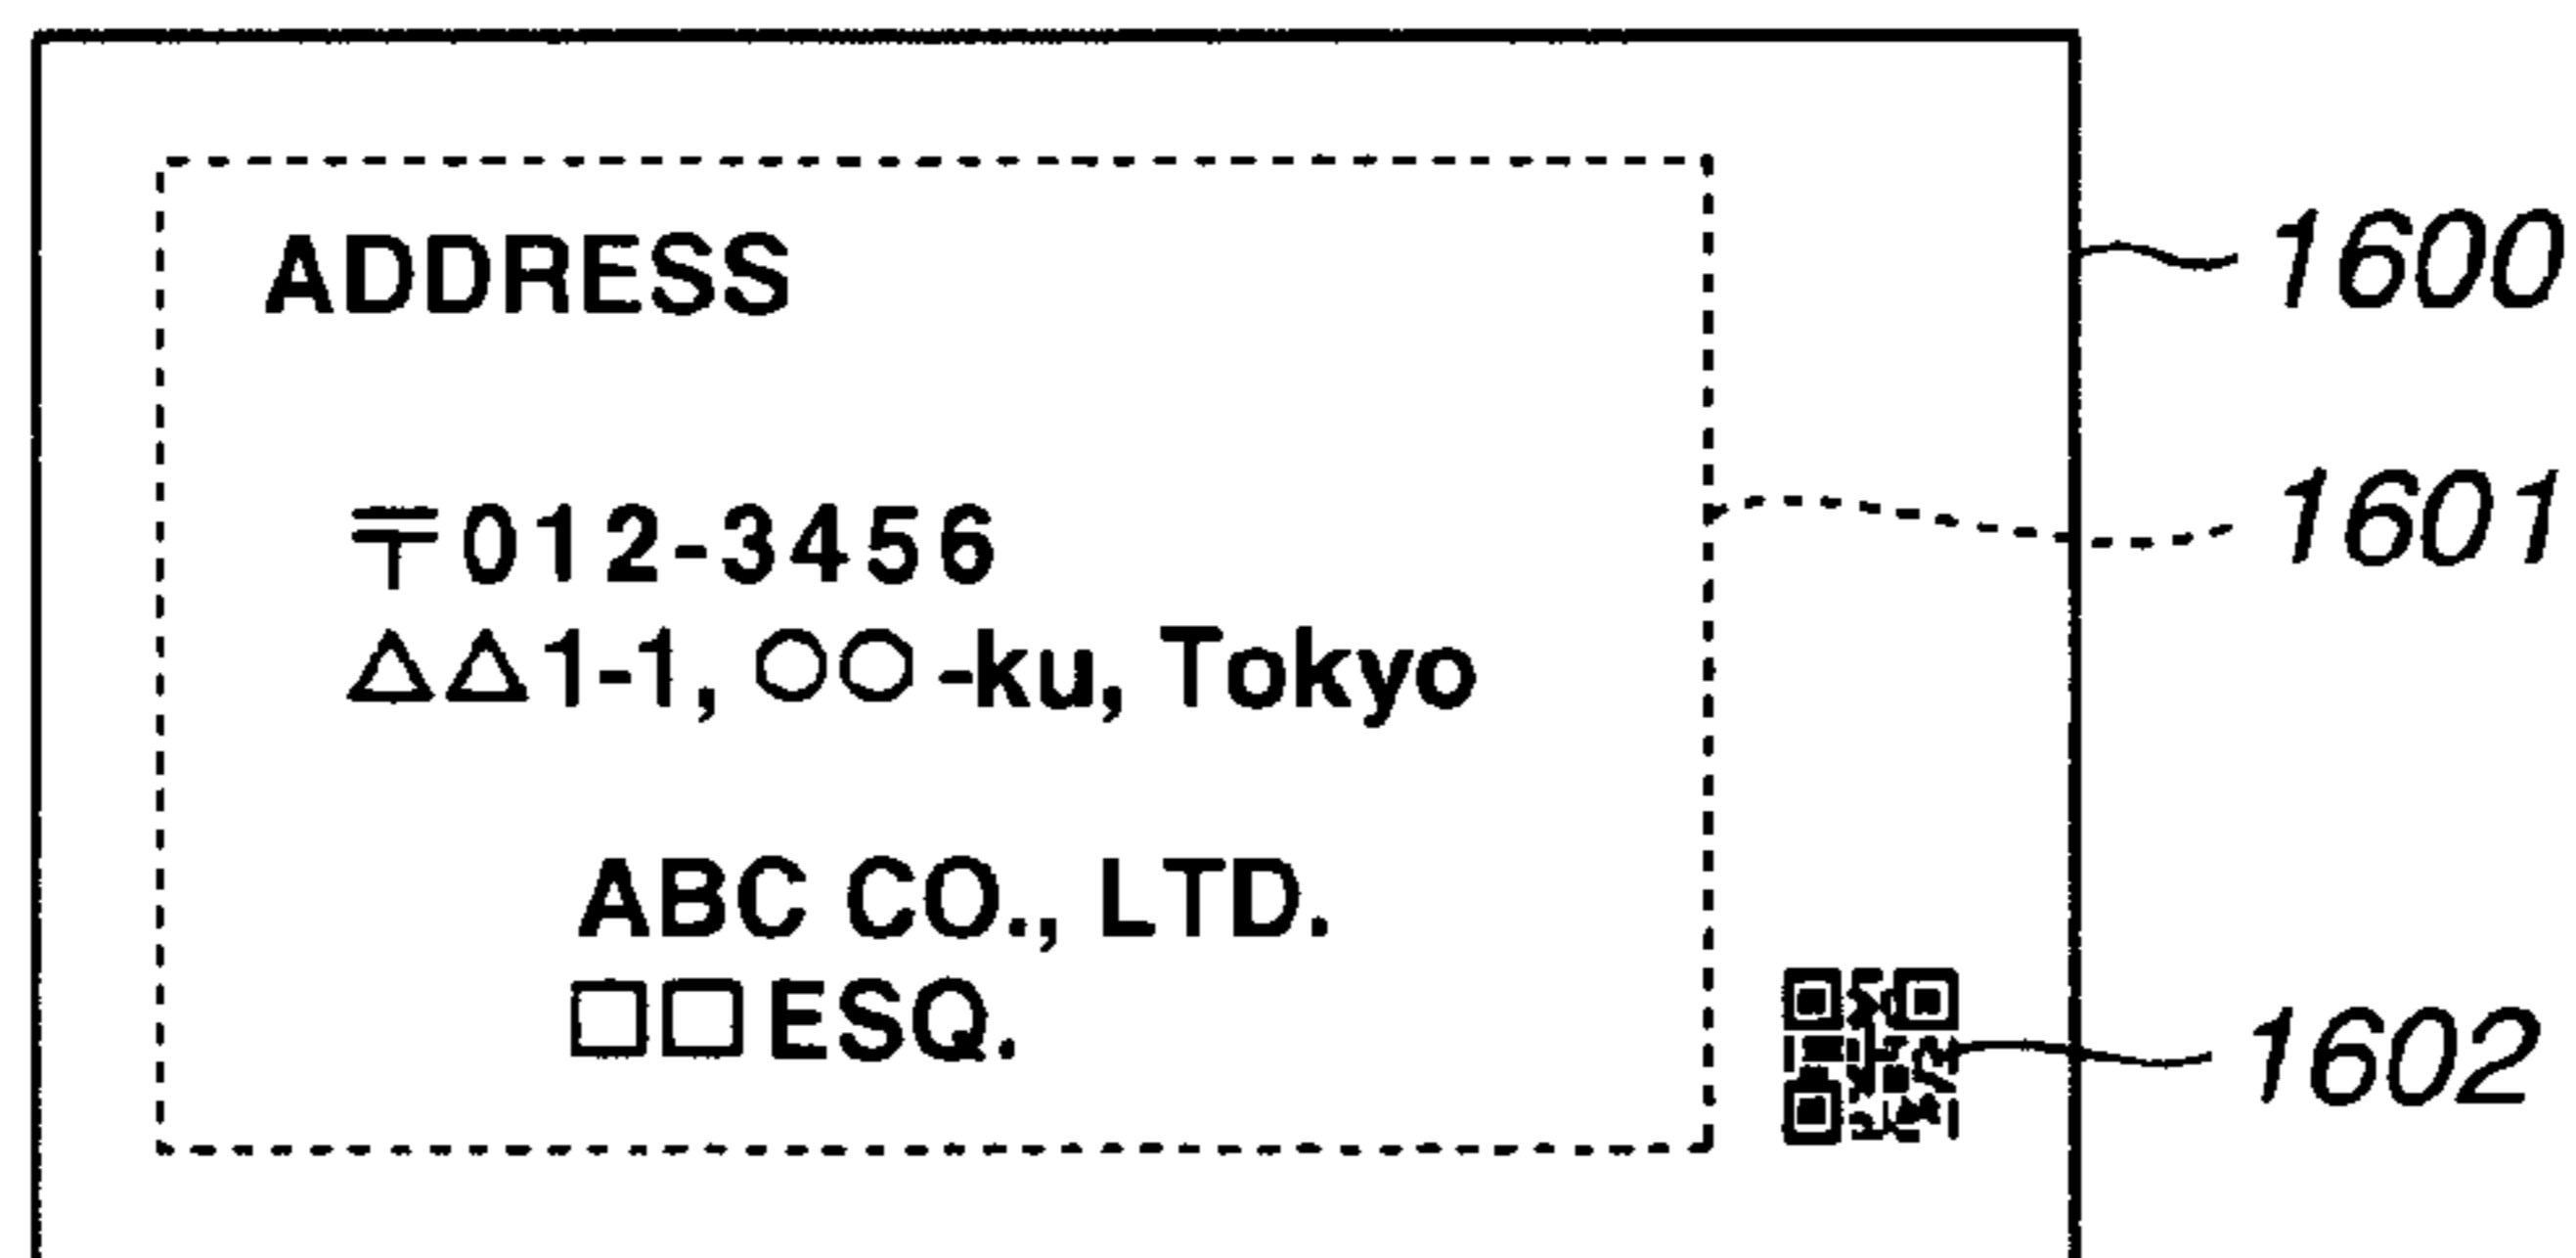 ADDRESS
〒012-3456
△△1-1, ○○-ku, Tokyo
ABC CO., LTD.
□□ESQ.
1600
1601
1602